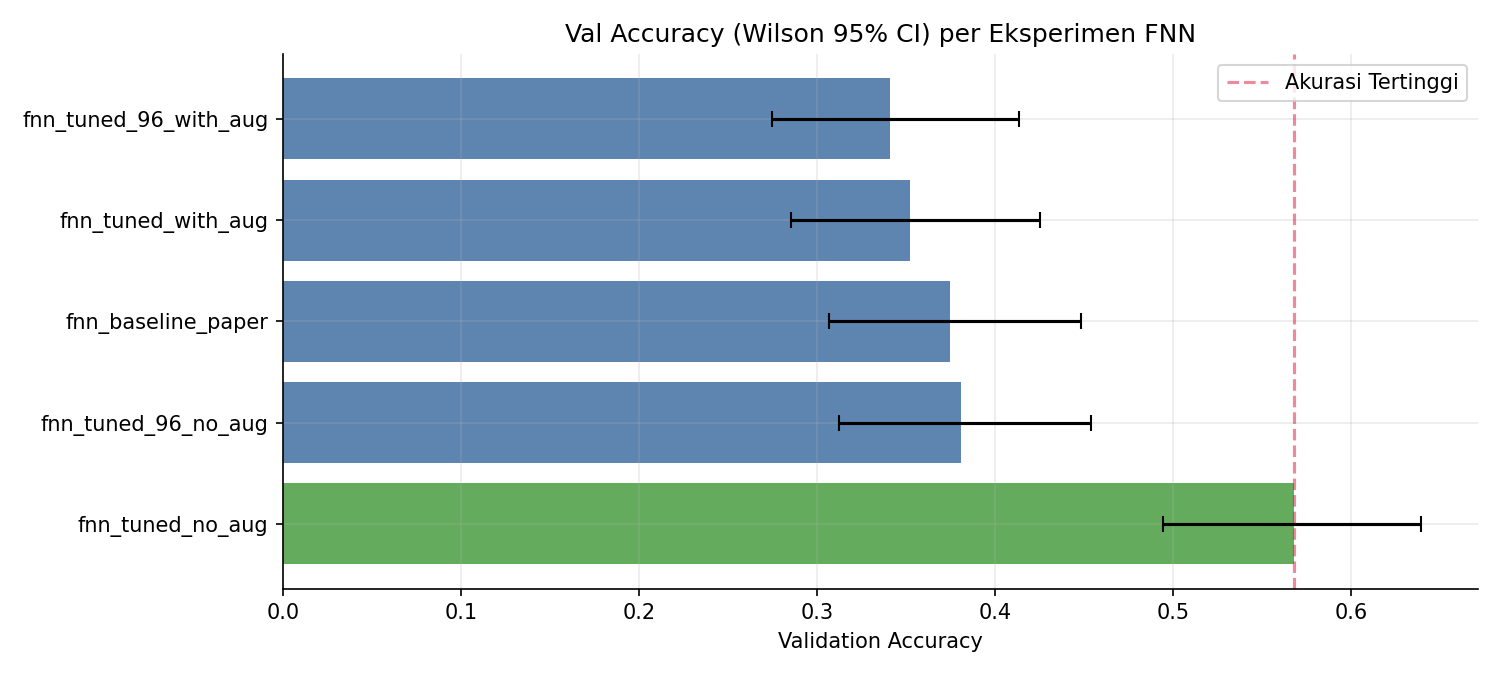 Val Accuracy (Wilson 95% CI) per Eksperimen FNN
Akurasi Tertinggi
fnn_tuned_96_with_aug
fnn_tuned_with_aug
fnn_baseline_paper
fnn_tuned_96_no_aug
fnn_tuned_no_aug
0.0 0.1 0.2 0.3 0.4 0.5 0.6
Validation Accuracy